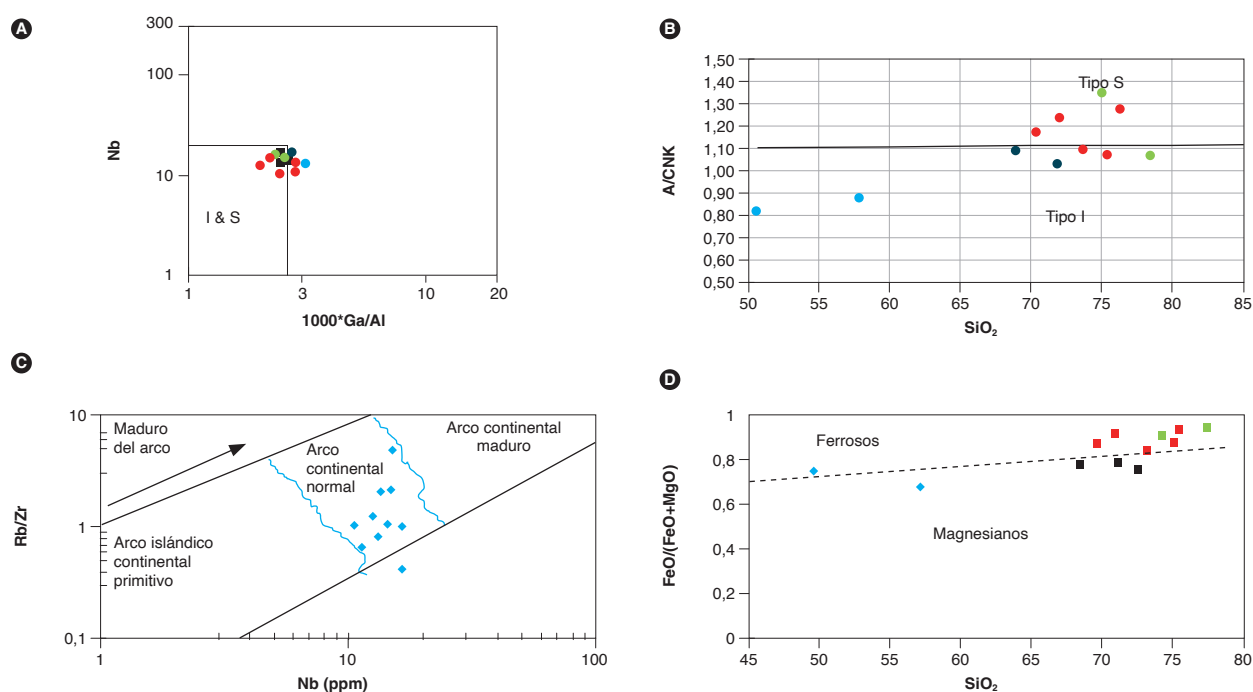 A
300
100
10
1
Nb
I & S
1
3
10
20
1000*Ga/Al
B
1,50
1,40
1,30
1,20
1,10
1,00
0,90
0,80
0,70
0,60
0,50
A/CNK
Tipo S
Tipo I
50
55
60
65
70
75
80
85
SiO₂
C
10
1
0,1
Rb/Zr
Maduro
del arco
Arco
continental
normal
Arco continental
maduro
Arco islándico
continental
primitivo
1
10
100
Nb (ppm)
D
1
0,8
0,6
0,4
0,2
0
FeO/(FeO+MgO)
Ferrosos
Magnesianos
45
50
55
60
65
70
75
80
SiO₂